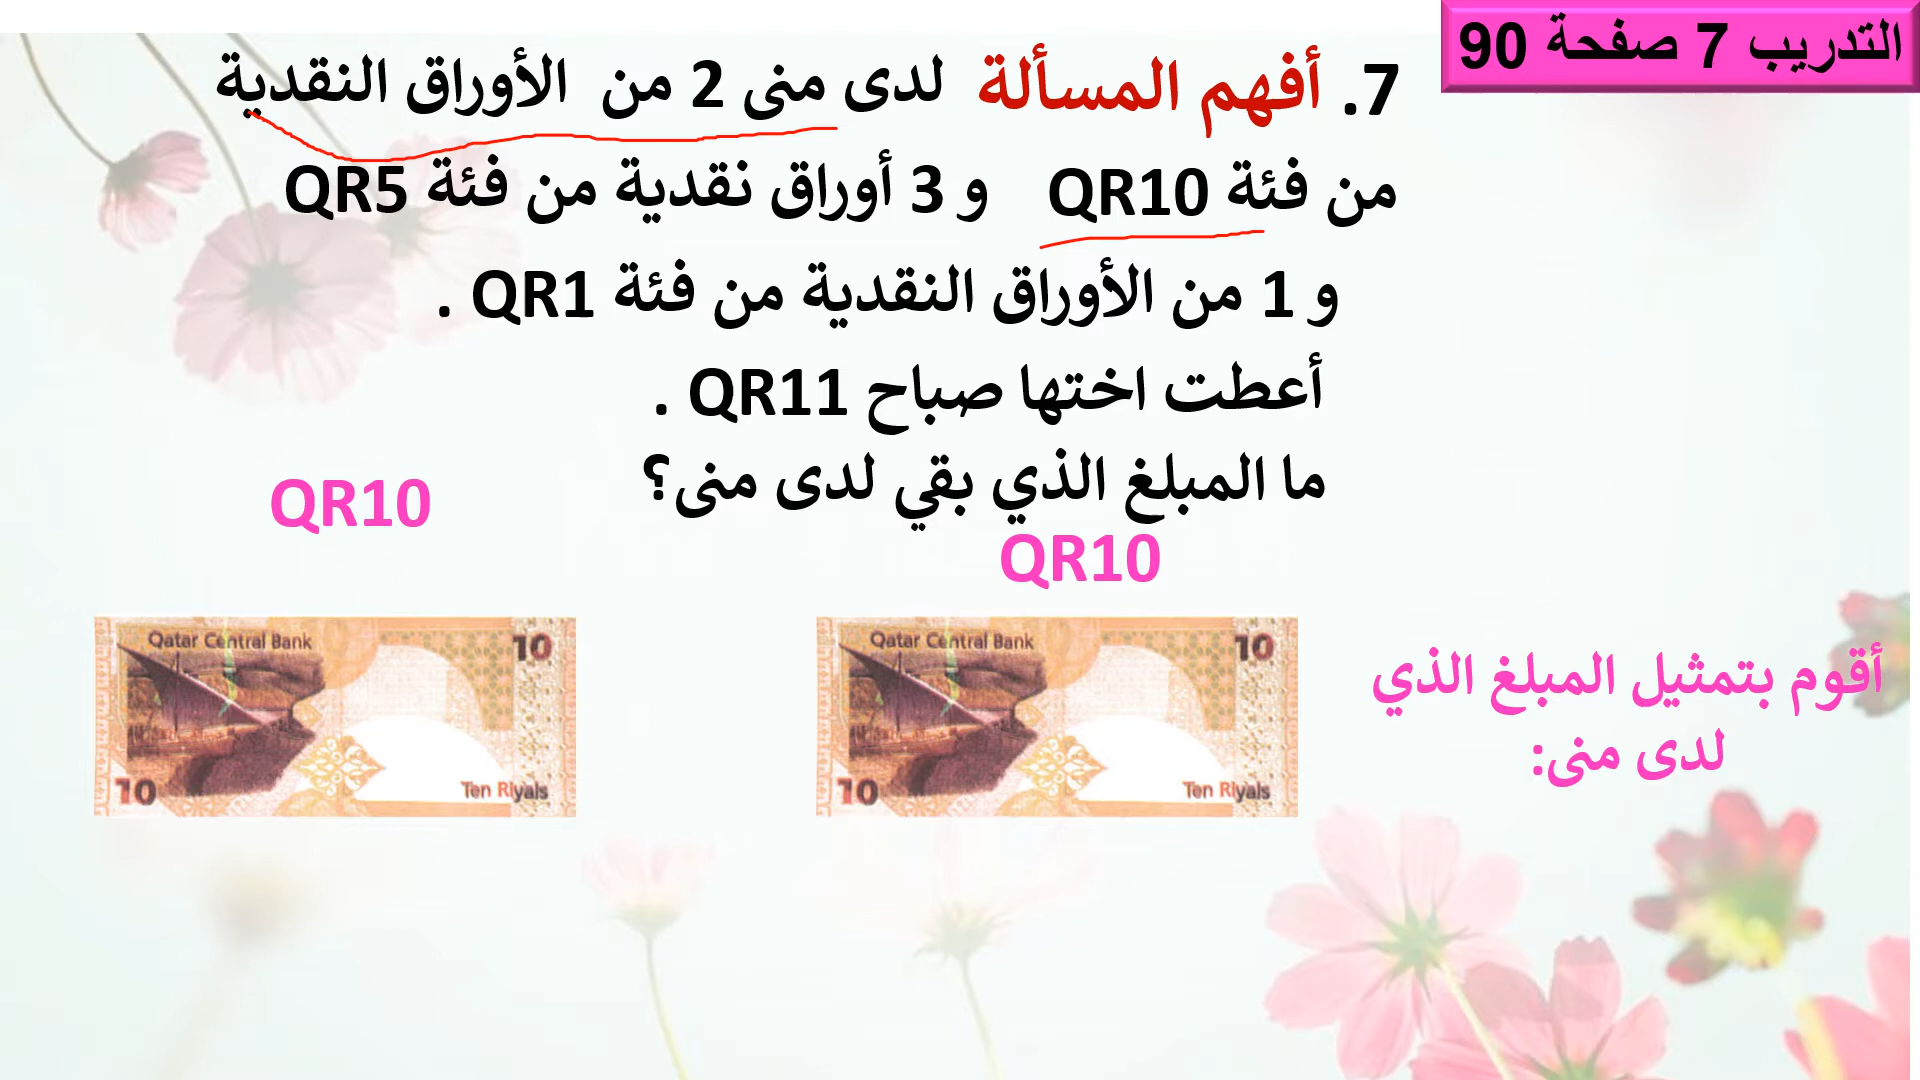 التدريب 7 صفحة 90
7. أفهم المسألة لدى منى 2 من الأوراق النقدية
من فئة QR10 و 3 أوراق نقدية من فئة QR5
و 1 من الأوراق النقدية من فئة QR1 .
أعطت اختها صباح QR11 .
ما المبلغ الذي بقي لدى منى؟
QR10
QR10
أقوم بتمثيل المبلغ الذي
لدى منى:
Qatar Central Bank 10
10 Ten Riyals
Qatar Central Bank 10
10 Ten Riyals